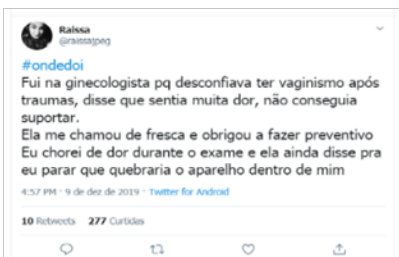 Raissa
@raissajpeg
#ondedoi
Fui na ginecologista pq desconfiava ter vaginismo após
traumas, disse que sentia muita dor, não conseguia
suportar.
Ela me chamou de fresca e obrigou a fazer preventivo
Eu chorei de dor durante o exame e ela ainda disse pra
eu parar que quebraria o aparelho dentro de mim
4:57 PM · 9 de dez de 2019 · Twitter for Android
10 Retweets 277 Curtidas